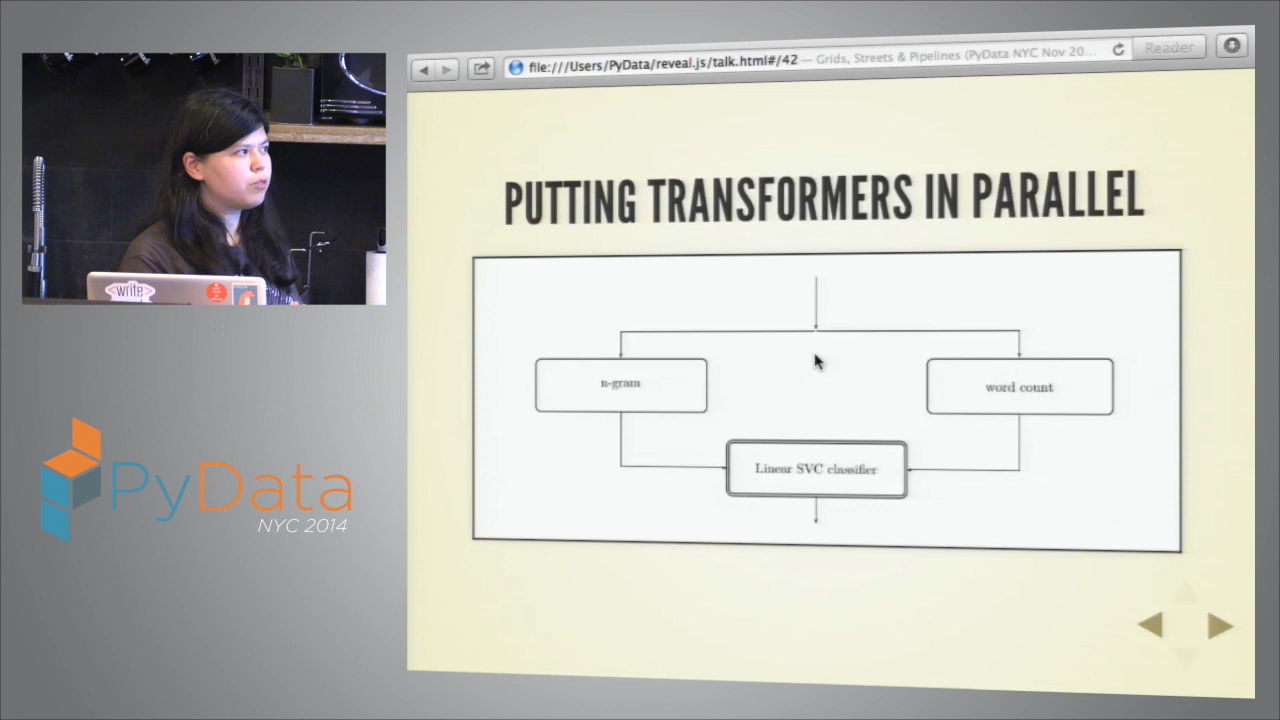 file:///Users/PyData/reveal.js/talk.html#/42 — Grids, Streets & Pipelines (PyData NYC Nov 20...
Reader
PUTTING TRANSFORMERS IN PARALLEL
n-gram
word count
Linear SVC classifier
<write
PyData
NYC 2014